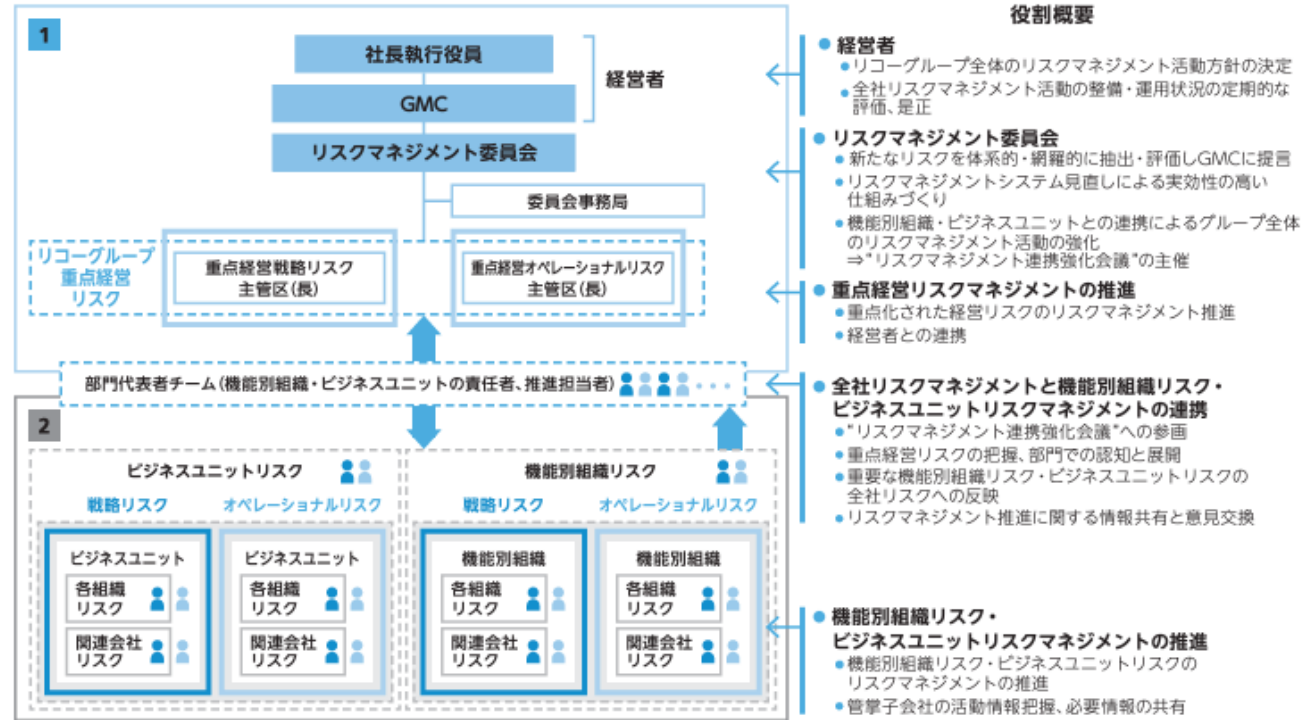 役割概要
1
社長執行役員
GMC
経営者
リスクマネジメント委員会
委員会事務局
リコーグループ
重点経営
リスク
重点経営戦略リスク
主管区(長)
重点経営オペレーショナルリスク
主管区(長)
部門代表者チーム(機能別組織・ビジネスユニットの責任者、推進担当者)
2
ビジネスユニットリスク
戦略リスク
オペレーショナルリスク
ビジネスユニット
各組織
リスク
関連会社
リスク
ビジネスユニット
各組織
リスク
関連会社
リスク
機能別組織リスク
戦略リスク
オペレーショナルリスク
機能別組織
各組織
リスク
関連会社
リスク
機能別組織
各組織
リスク
関連会社
リスク
●経営者
●リコーグループ全体のリスクマネジメント活動方針の決定
●全社リスクマネジメント活動の整備・運用状況の定期的な
評価、是正
●リスクマネジメント委員会
●新たなリスクを体系的・網羅的に抽出・評価しGMCに提言
●リスクマネジメントシステム見直しによる実効性の高い
仕組みづくり
●機能別組織・ビジネスユニットとの連携によるグループ全体
のリスクマネジメント活動の強化
⇒"リスクマネジメント連携強化会議"の主催
●重点経営リスクマネジメントの推進
●重点化された経営リスクのリスクマネジメント推進
●経営者との連携
●全社リスクマネジメントと機能別組織リスク・
ビジネスユニットリスクマネジメントの連携
●"リスクマネジメント連携強化会議"への参画
●重点経営リスクの把握、部門での認知と展開
●重要な機能別組織リスク・ビジネスユニットリスクの
全社リスクへの反映
●リスクマネジメント推進に関する情報共有と意見交換
●機能別組織リスク・
ビジネスユニットリスクマネジメントの推進
●機能別組織リスク・ビジネスユニットリスクの
リスクマネジメントの推進
●管掌子会社の活動情報把握、必要情報の共有